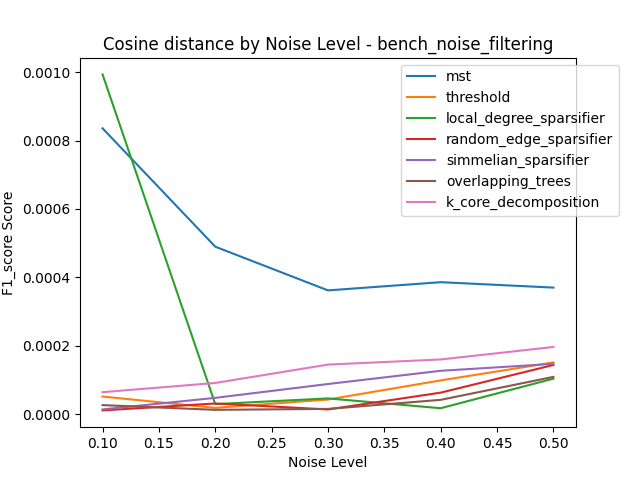 Cosine distance by Noise Level - bench_noise_filtering
mst
threshold
local_degree_sparsifier
random_edge_sparsifier
simmelian_sparsifier
overlapping_trees
k_core_decomposition
F1_score Score
0.0010
0.0008
0.0006
0.0004
0.0002
0.0000
0.10 0.15 0.20 0.25 0.30 0.35 0.40 0.45 0.50
Noise Level